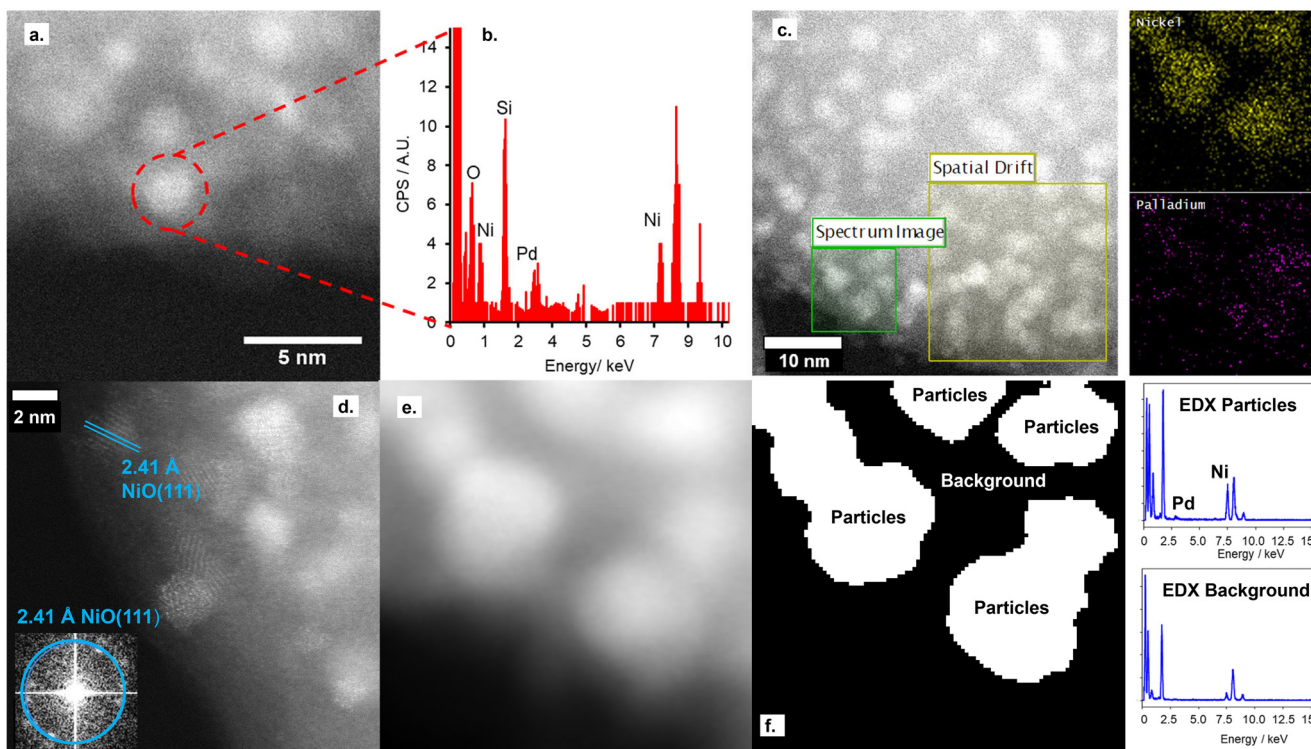 a.
5 nm
b.
CPS / A.U.
14
12
10
8
6
4
2
0
O
Ni
Si
Pd
Ni
0 1 2 3 4 6 7 8 9 10
Energy/ keV
c.
Spatial Drift
Spectrum Image
10 nm
Nickel
Palladium
2 nm
d.
2.41 Å
NiO(111)
2.41 Å NiO(111)
e.
Particles
Particles
Background
Particles
Particles
f.
EDX Particles
Ni
Pd
0 2.5 5.0 7.5 10 12.5 15
Energy / keV
EDX Background
0 2.5 5.0 7.5 10 12.5 15
Energy / keV